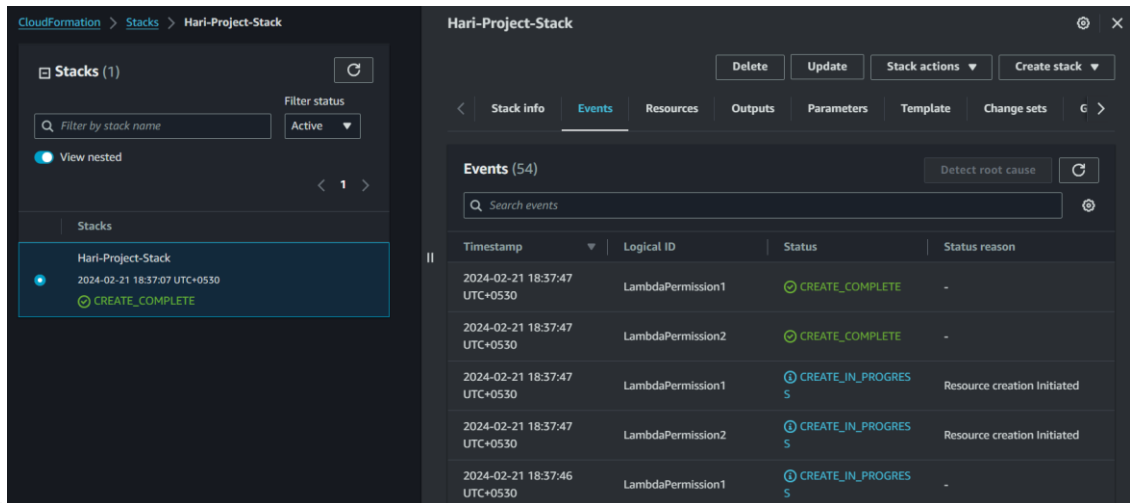 CloudFormation > Stacks > Hari-Project-Stack
Stacks (1)
Filter status
Filter by stack name
Active
View nested
< 1 >
Stacks
Hari-Project-Stack
2024-02-21 18:37:07 UTC+0530
CREATE_COMPLETE
Hari-Project-Stack
Delete Update Stack actions Create stack
Stack info Events Resources Outputs Parameters Template Change sets G
Events (54)
Detect root cause
Search events
Timestamp Logical ID Status Status reason
2024-02-21 18:37:47
UTC+0530
LambdaPermission1
CREATE_COMPLETE
-
2024-02-21 18:37:47
UTC+0530
LambdaPermission2
CREATE_COMPLETE
-
2024-02-21 18:37:47
UTC+0530
LambdaPermission1
CREATE_IN_PROGRES
S
Resource creation Initiated
2024-02-21 18:37:47
UTC+0530
LambdaPermission2
CREATE_IN_PROGRES
S
Resource creation Initiated
2024-02-21 18:37:46
UTC+0530
LambdaPermission1
CREATE_IN_PROGRES
S
-